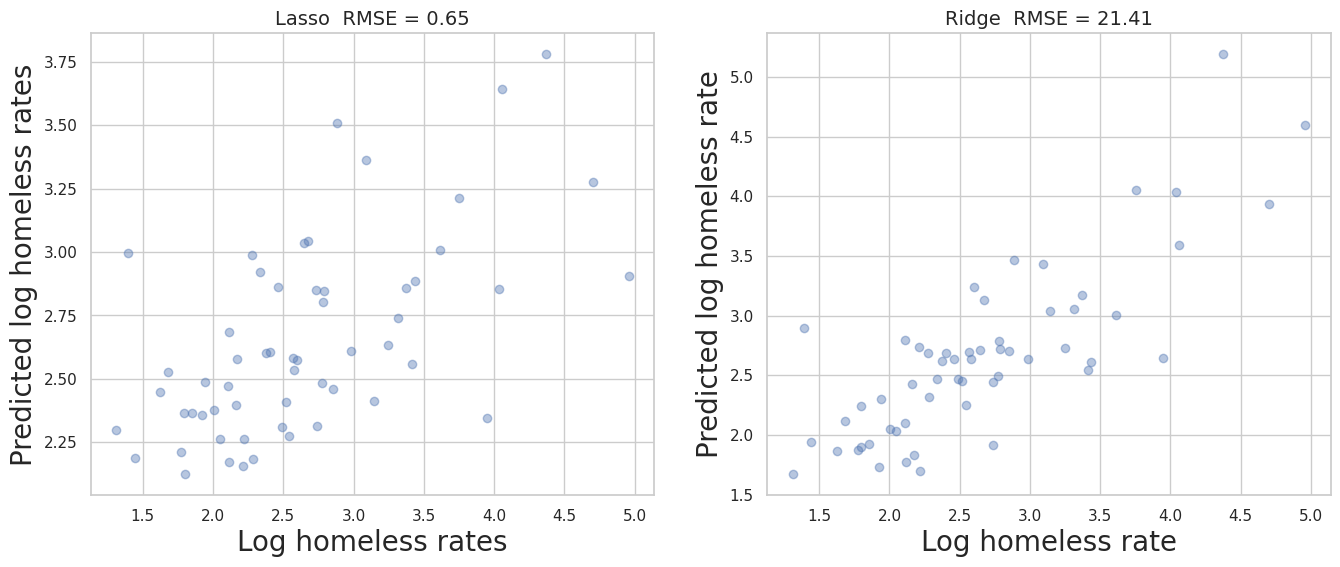 Lasso  RMSE = 0.65
Predicted log homeless rates
3.75
3.50
3.25
3.00
2.75
2.50
2.25
1.5 2.0 2.5 3.0 3.5 4.0 4.5 5.0
Log homeless rates
Ridge  RMSE = 21.41
Predicted log homeless rate
5.0
4.5
4.0
3.5
3.0
2.5
2.0
1.5
1.5 2.0 2.5 3.0 3.5 4.0 4.5 5.0
Log homeless rate